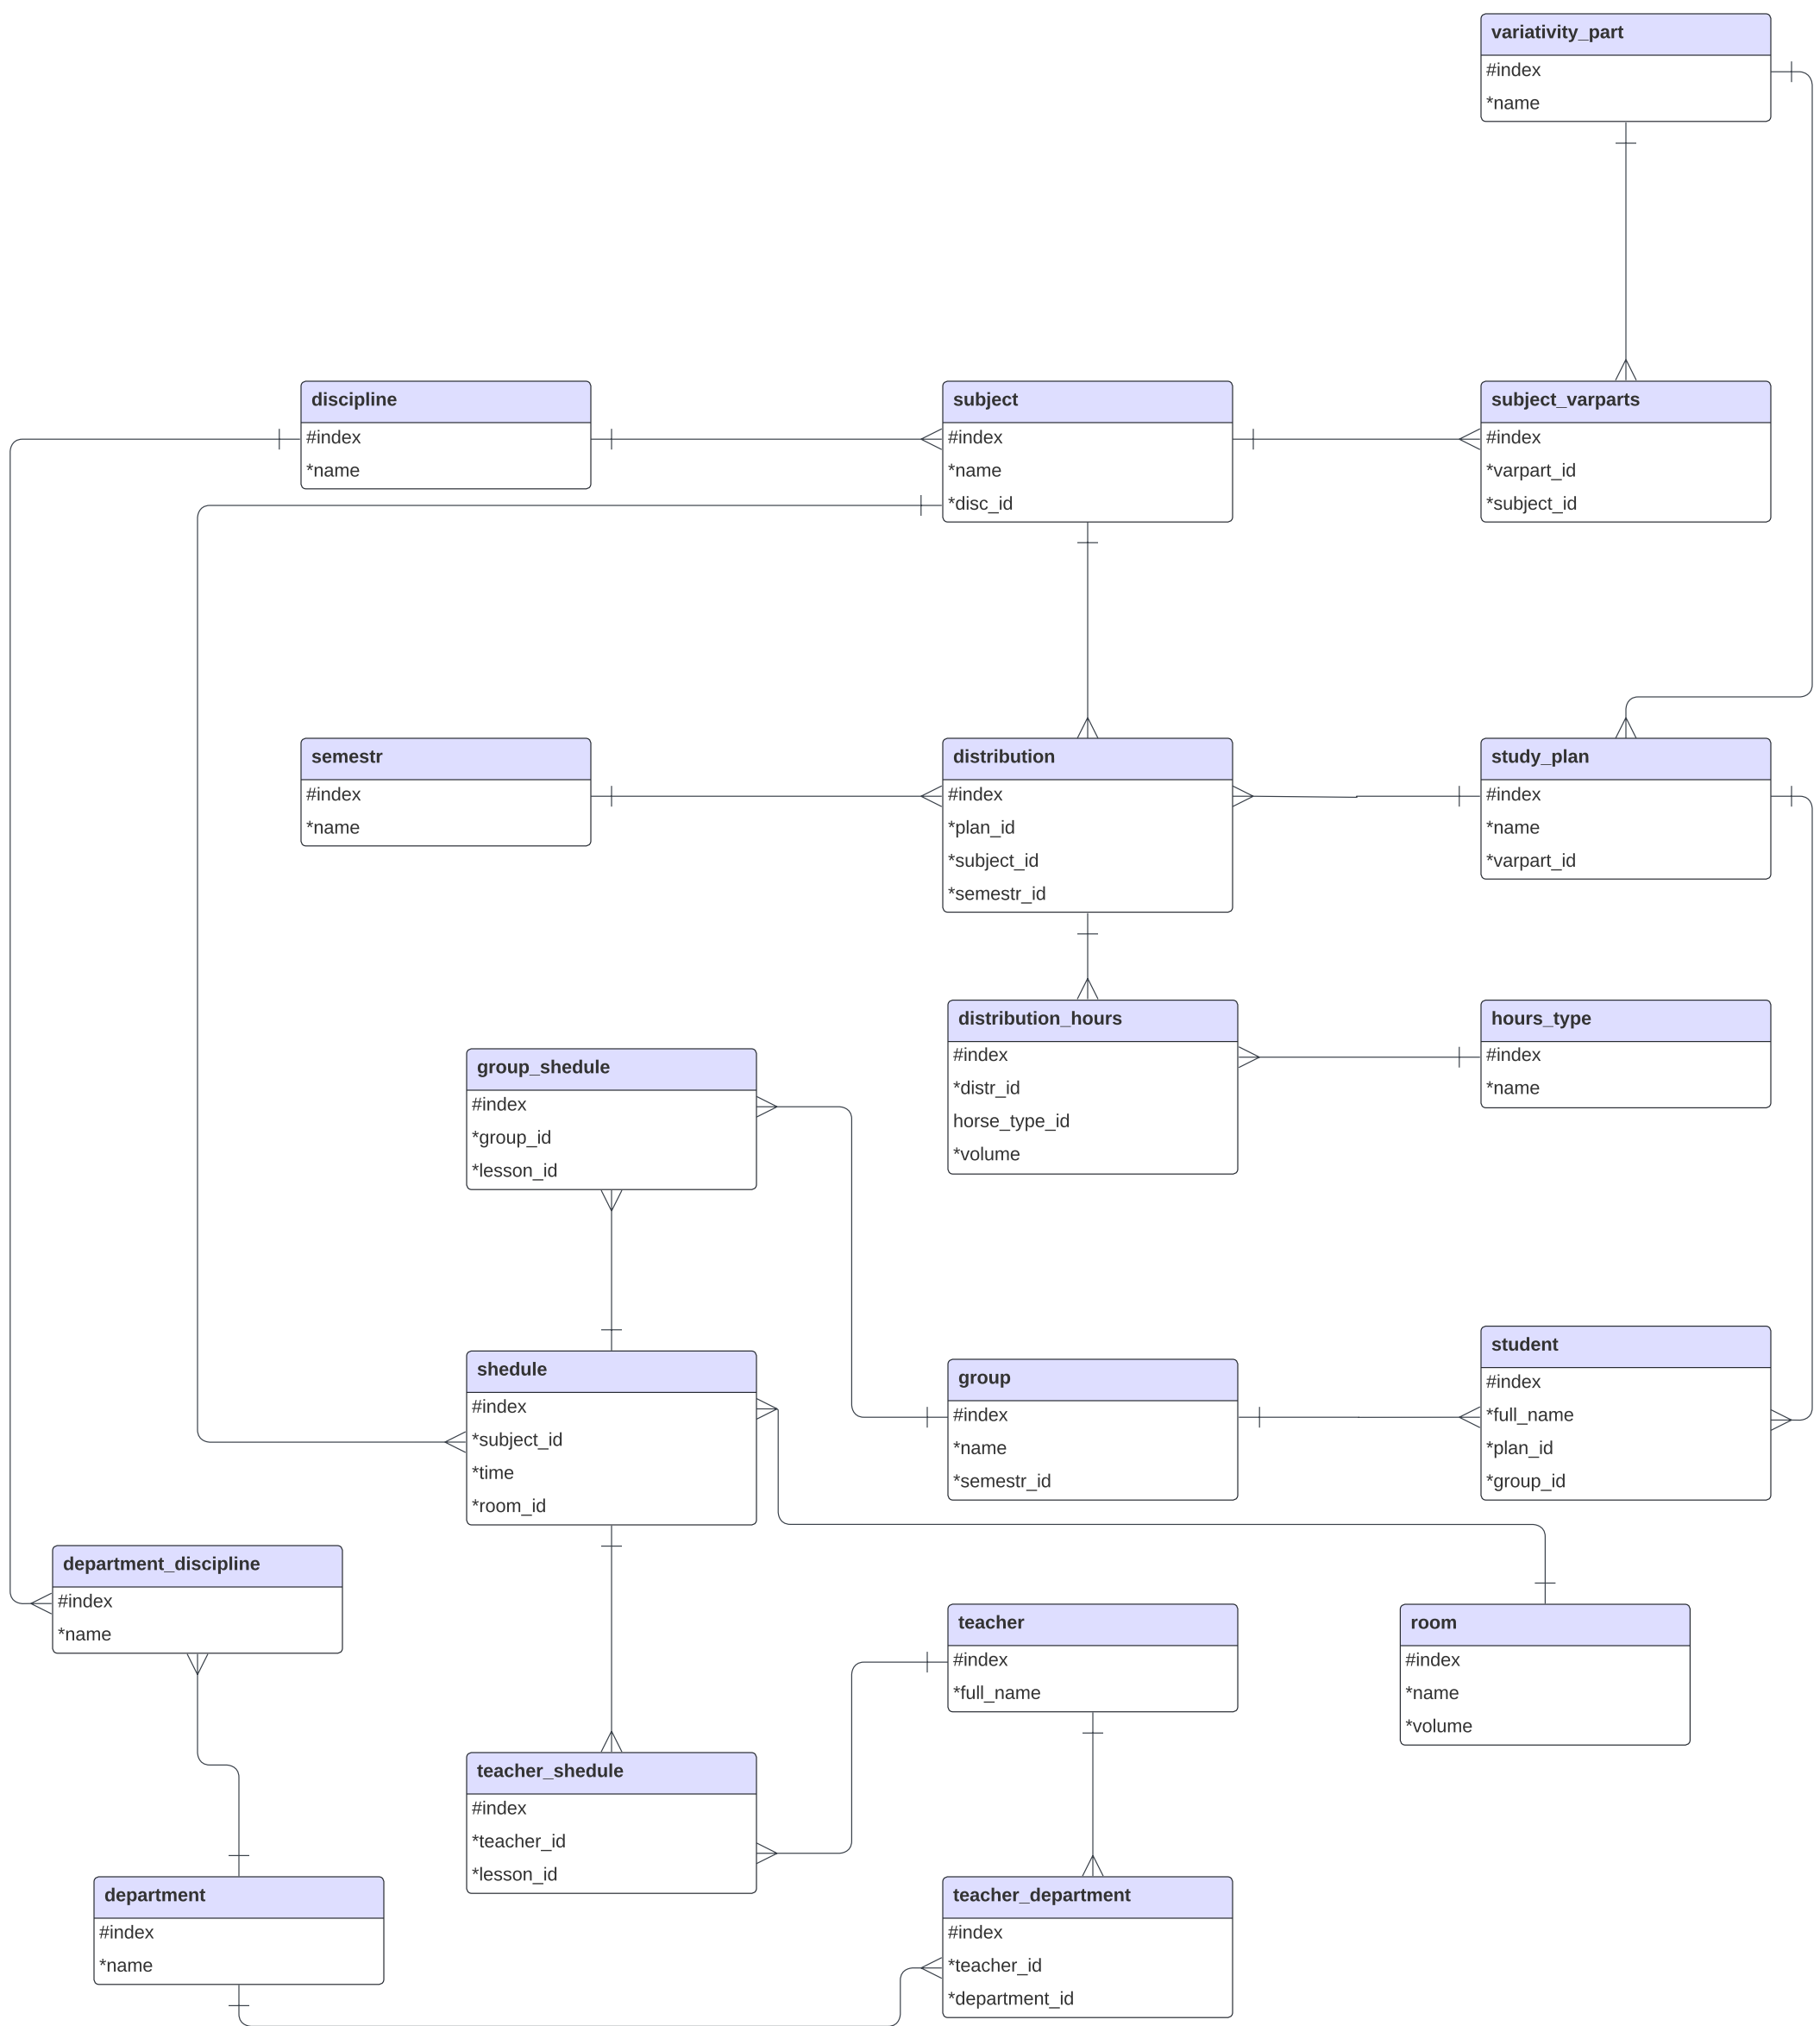 variativity_part
#index
*name
discipline
#index
*name
subject
#index
*name
*disc_id
subject_varparts
#index
*varpart_id
*subject_id
semestr
#index
*name
distribution
#index
*plan_id
*subject_id
*semestr_id
study_plan
#index
*name
*varpart_id
distribution_hours
#index
*distr_id
horse_type_id
*volume
hours_type
#index
*name
group_shedule
#index
*group_id
*lesson_id
shedule
#index
*subject_id
*time
*room_id
group
#index
*name
*semestr_id
student
#index
*full_name
*plan_id
*group_id
department_discipline
#index
*name
teacher
#index
*full_name
room
#index
*name
*volume
teacher_shedule
#index
*teacher_id
*lesson_id
department
#index
*name
teacher_department
#index
*teacher_id
*department_id